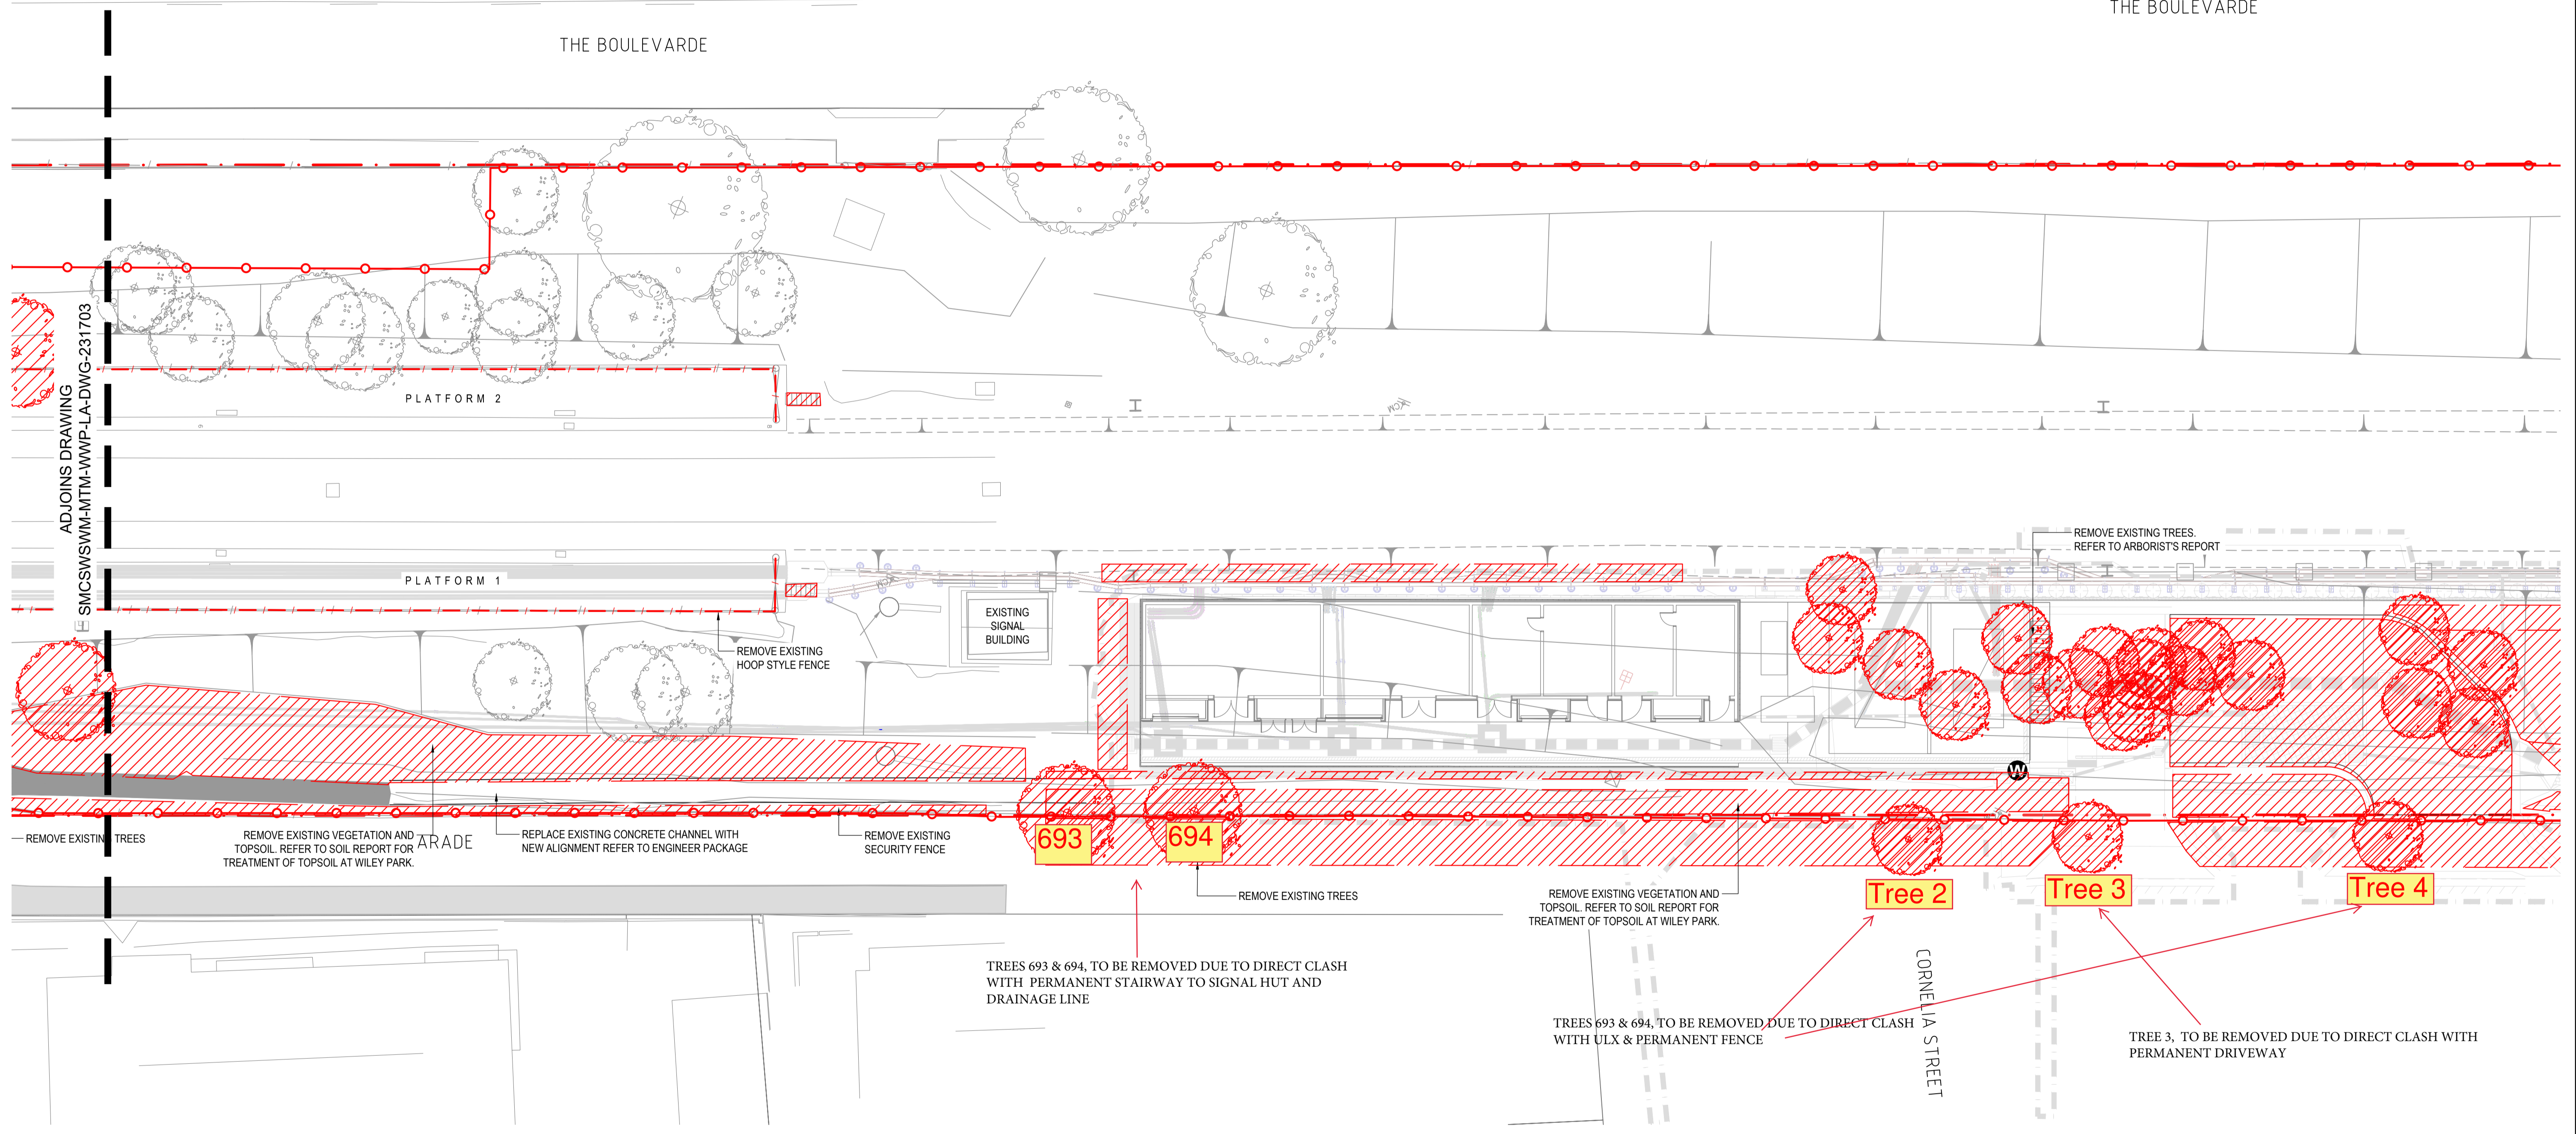 THE BOULEVARDE
THE BOULEVARDE
ADJOINS DRAWING
SMCSWSWM-MTM-WWP-LA-DWG-231703
PLATFORM 2
PLATFORM 1
EXISTING
SIGNAL
BUILDING
REMOVE EXISTING
HOOP STYLE FENCE
REMOVE EXISTING TREES.
REFER TO ARBORIST'S REPORT
W
REMOVE EXISTING TREES
REMOVE EXISTING VEGETATION AND
TOPSOIL. REFER TO SOIL REPORT FOR
TREATMENT OF TOPSOIL AT WILEY PARK.
ARADE
REPLACE EXISTING CONCRETE CHANNEL WITH
NEW ALIGNMENT REFER TO ENGINEER PACKAGE
REMOVE EXISTING
SECURITY FENCE
693
694
REMOVE EXISTING TREES
REMOVE EXISTING VEGETATION AND
TOPSOIL. REFER TO SOIL REPORT FOR
TREATMENT OF TOPSOIL AT WILEY PARK.
Tree 2
Tree 3
Tree 4
TREES 693 & 694, TO BE REMOVED DUE TO DIRECT CLASH
WITH PERMANENT STAIRWAY TO SIGNAL HUT AND
DRAINAGE LINE
TREES 693 & 694, TO BE REMOVED DUE TO DIRECT CLASH
WITH ULX & PERMANENT FENCE
CORNELIA STREET
TREE 3, TO BE REMOVED DUE TO DIRECT CLASH WITH
PERMANENT DRIVEWAY